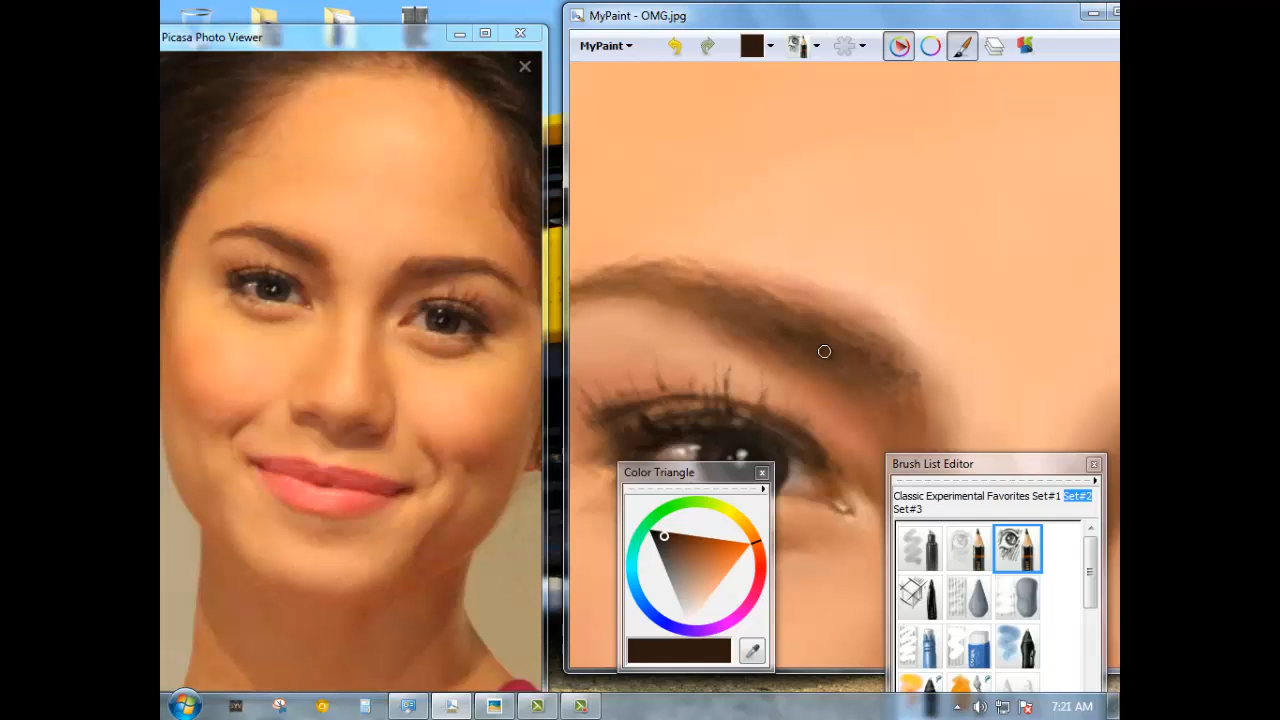 Picasa Photo Viewer
MyPaint - OMG.jpg
MyPaint
Color Triangle
Brush List Editor
Classic Experimental Favorites Set#1 Set#2
Set#3
7:21 AM